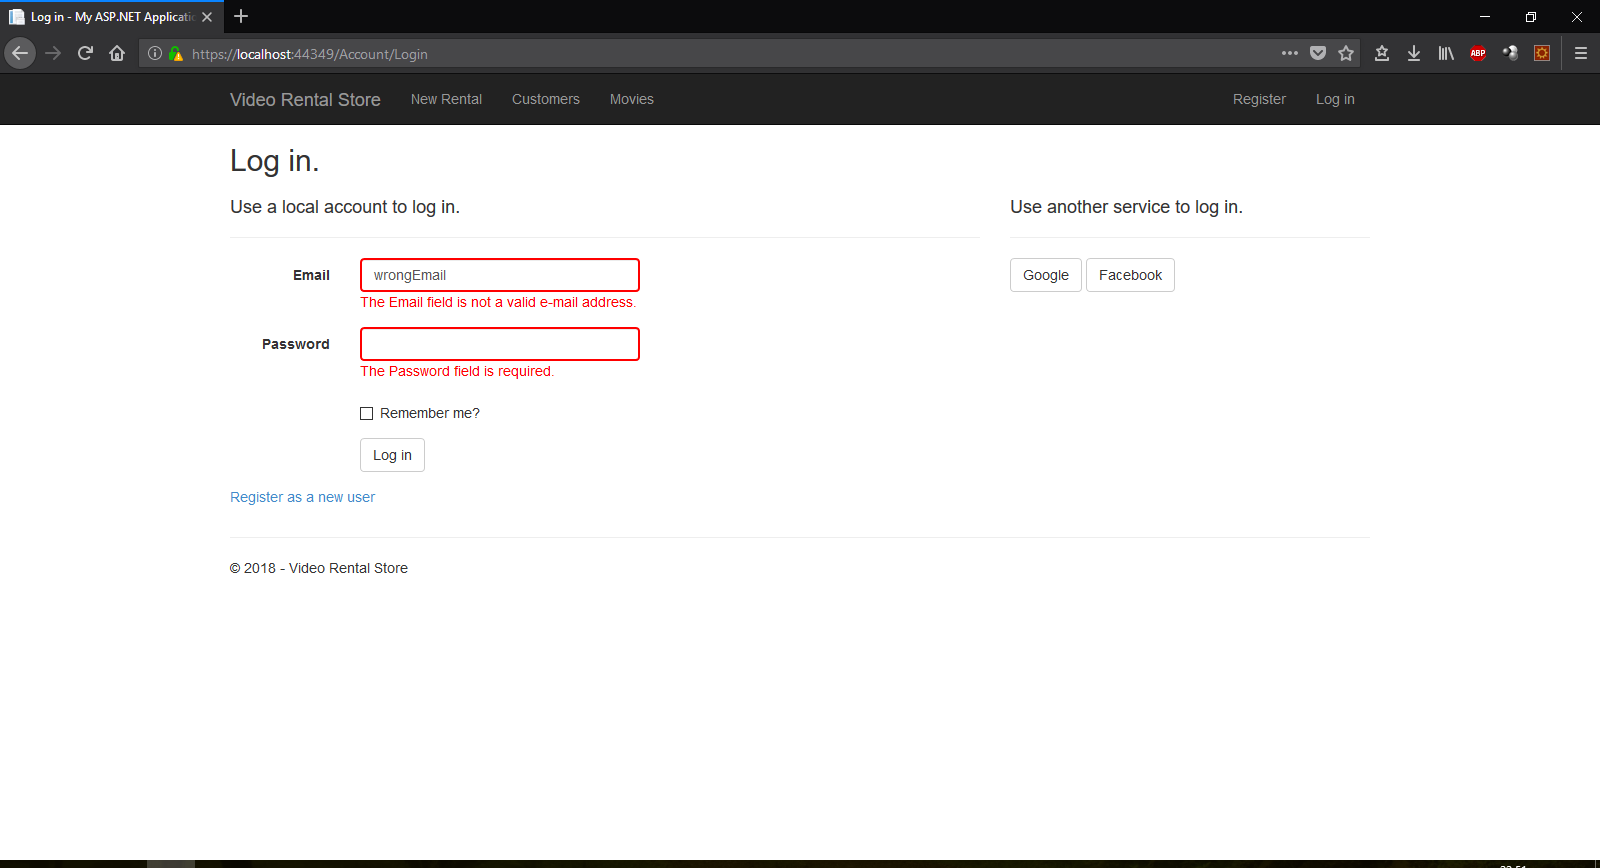 Log in - My ASP.NET Applicatio
https://localhost:44349/Account/Login
ABP
Video Rental Store New Rental Customers Movies Register Log in
Log in.
Use a local account to log in.
Use another service to log in.
Email wrongEmail
The Email field is not a valid e-mail address.
Google Facebook
Password
The Password field is required.
Remember me?
Log in
Register as a new user
© 2018 - Video Rental Store